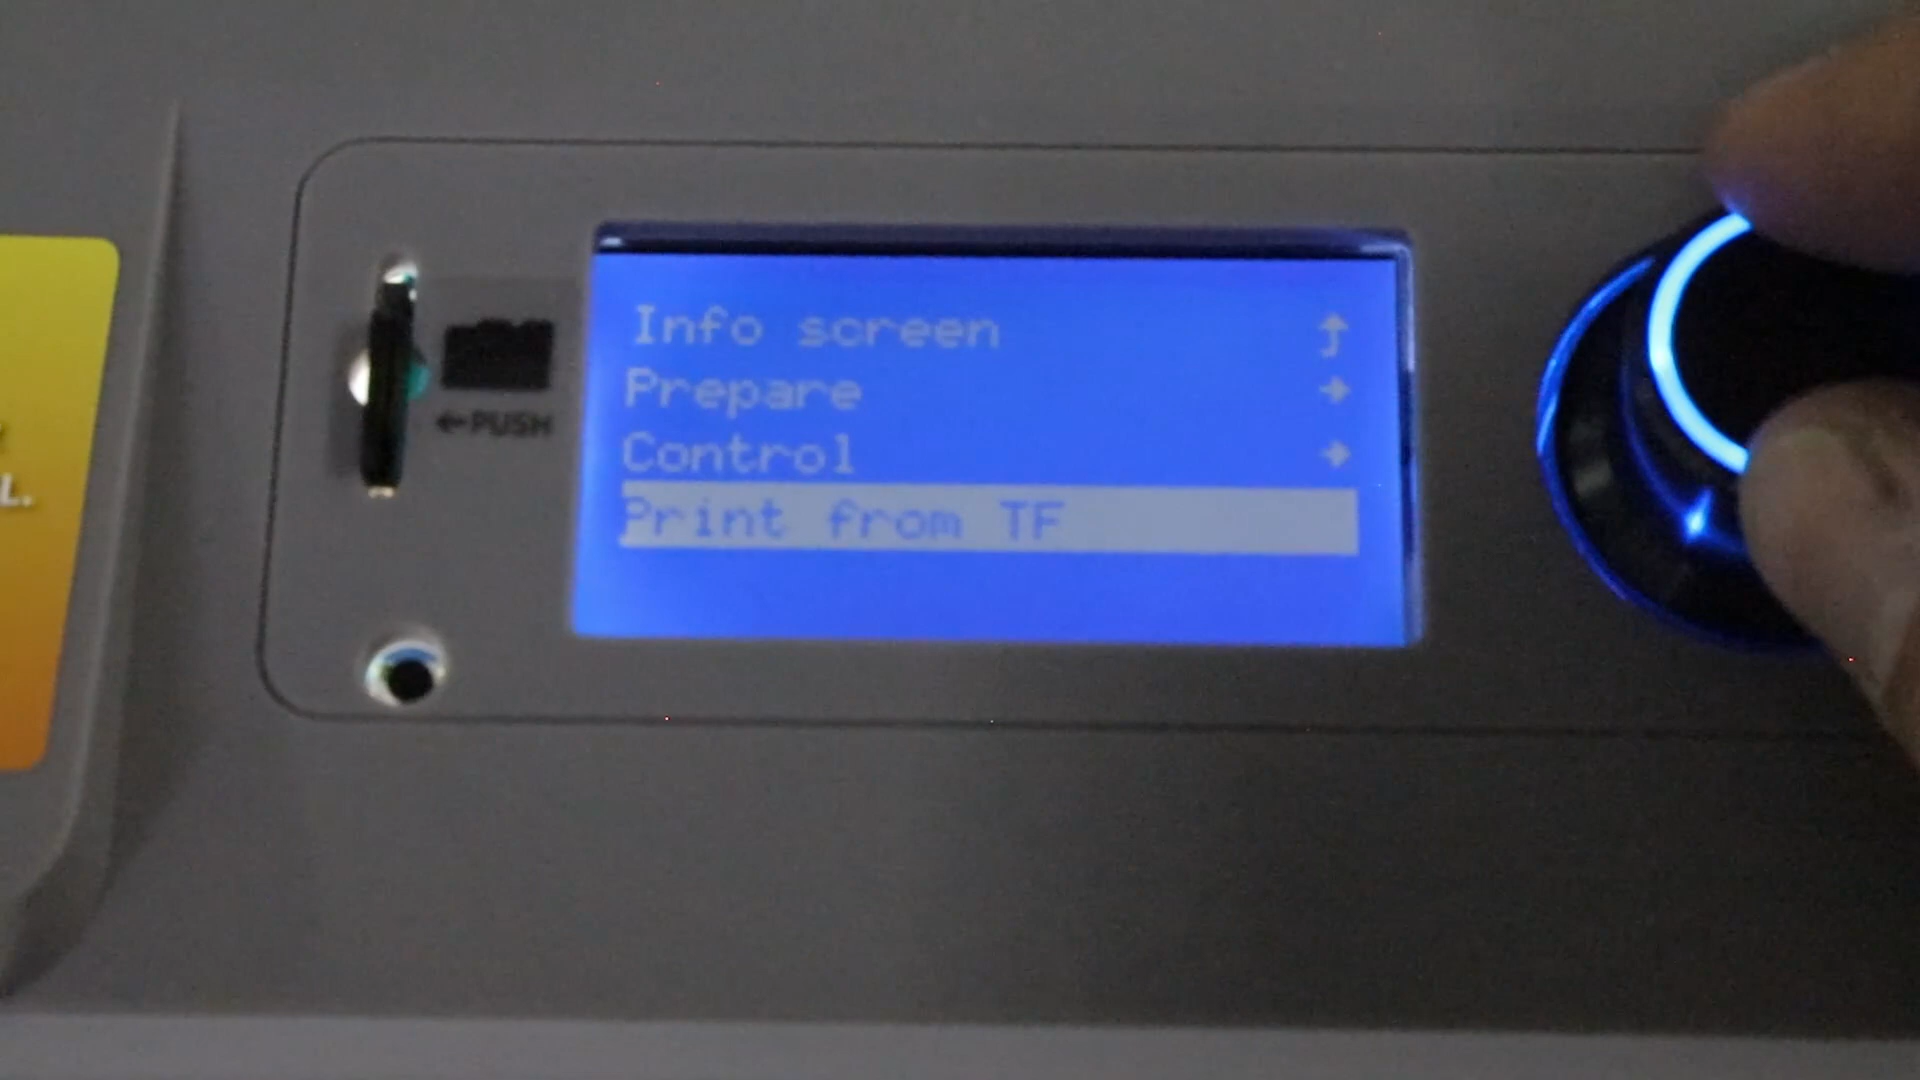 Info screen
Prepare
Control
Print from TF
←PUSH
L.